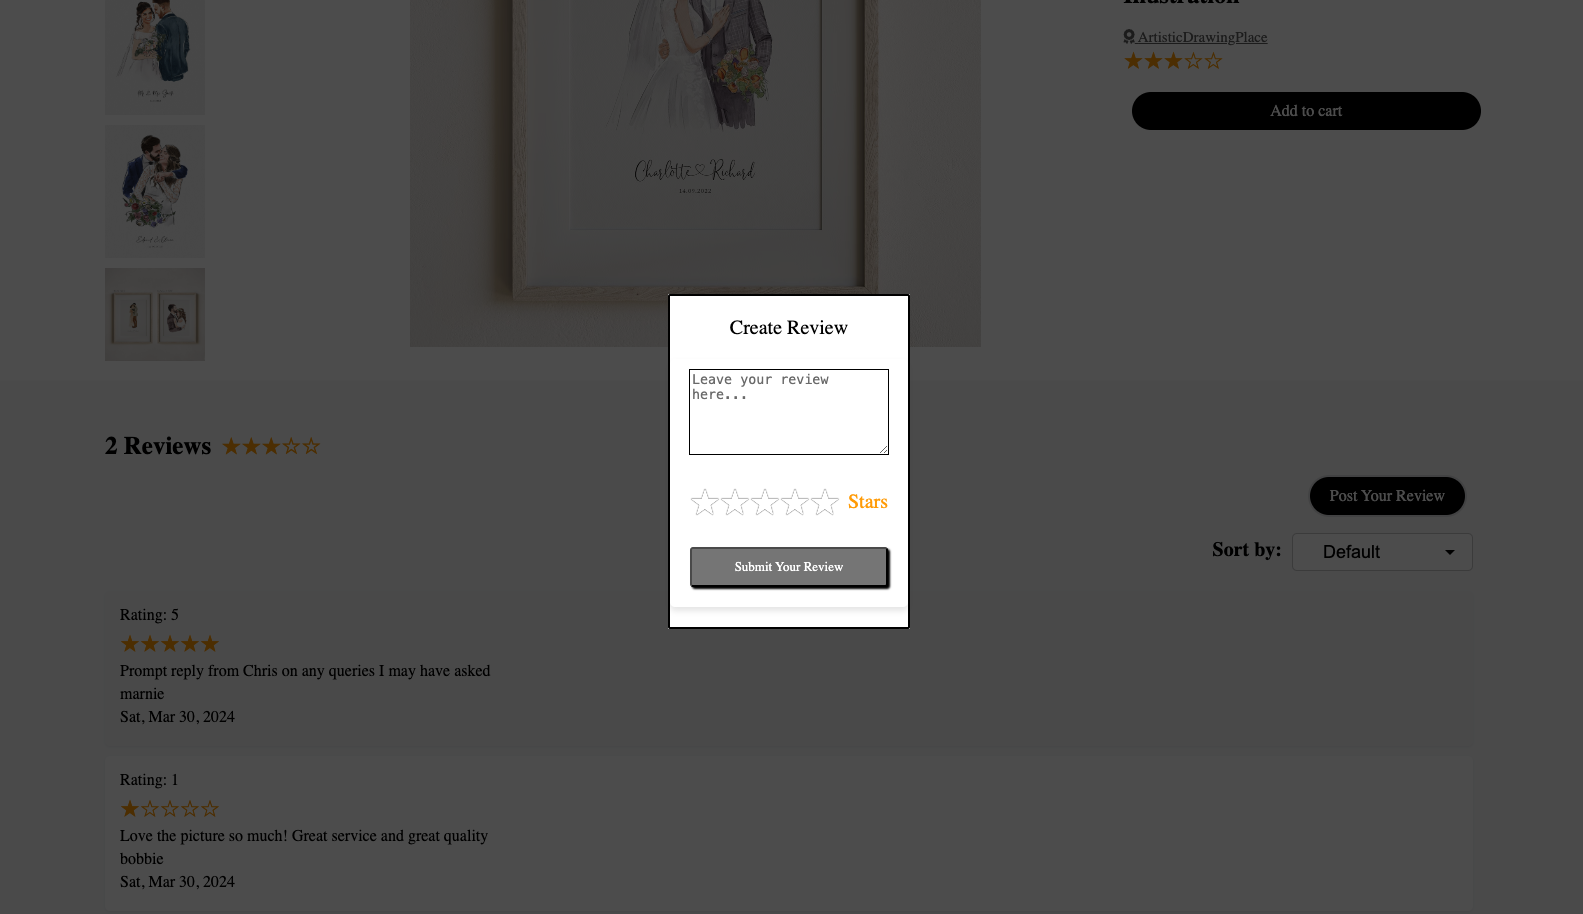 Illustration
ArtisticDrawingPlace
Add to cart
Charlotte Richard
14.09.2022
Create Review
Leave your review
here...
Stars
Submit Your Review
2 Reviews
Post Your Review
Sort by:
Default
Rating: 5
Prompt reply from Chris on any queries I may have asked
marnie
Sat, Mar 30, 2024
Rating: 1
Love the picture so much! Great service and great quality
bobbie
Sat, Mar 30, 2024